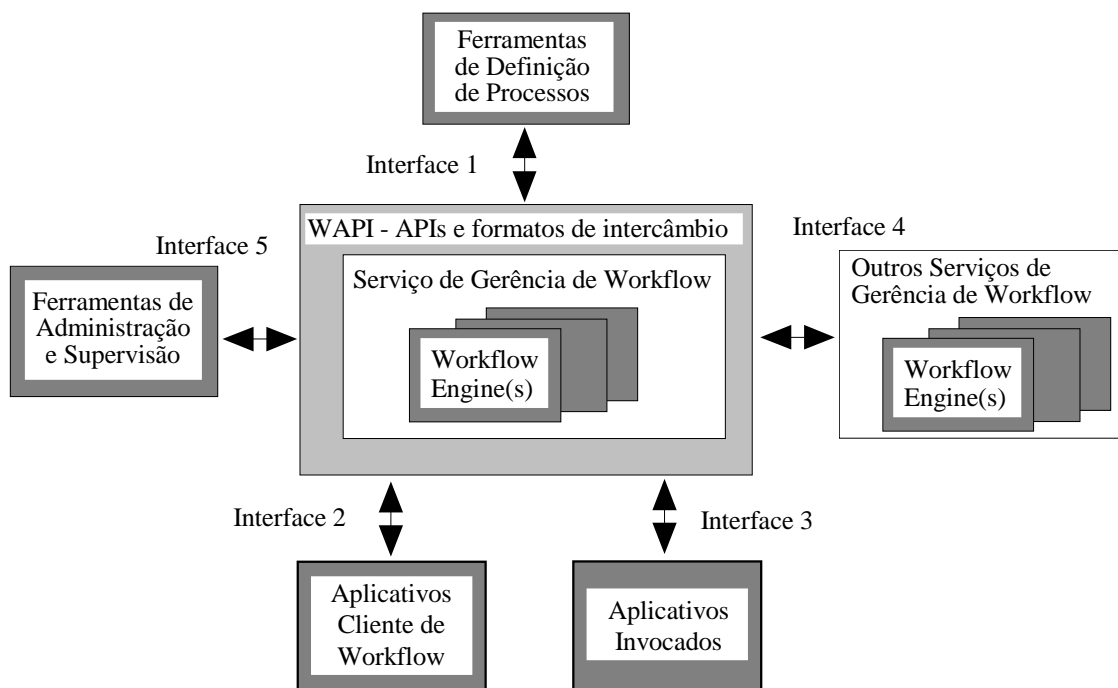 Ferramentas
de Definição
de Processos
Interface 1
WAPI - APIs e formatos de intercâmbio
Interface 5
Interface 4
Serviço de Gerência de Workflow
Outros Serviços de
Gerência de Workflow
Ferramentas de
Administração
e Supervisão
Workflow
Engine(s)
Workflow
Engine(s)
Interface 2
Interface 3
Aplicativos
Cliente de
Workflow
Aplicativos
Invocados